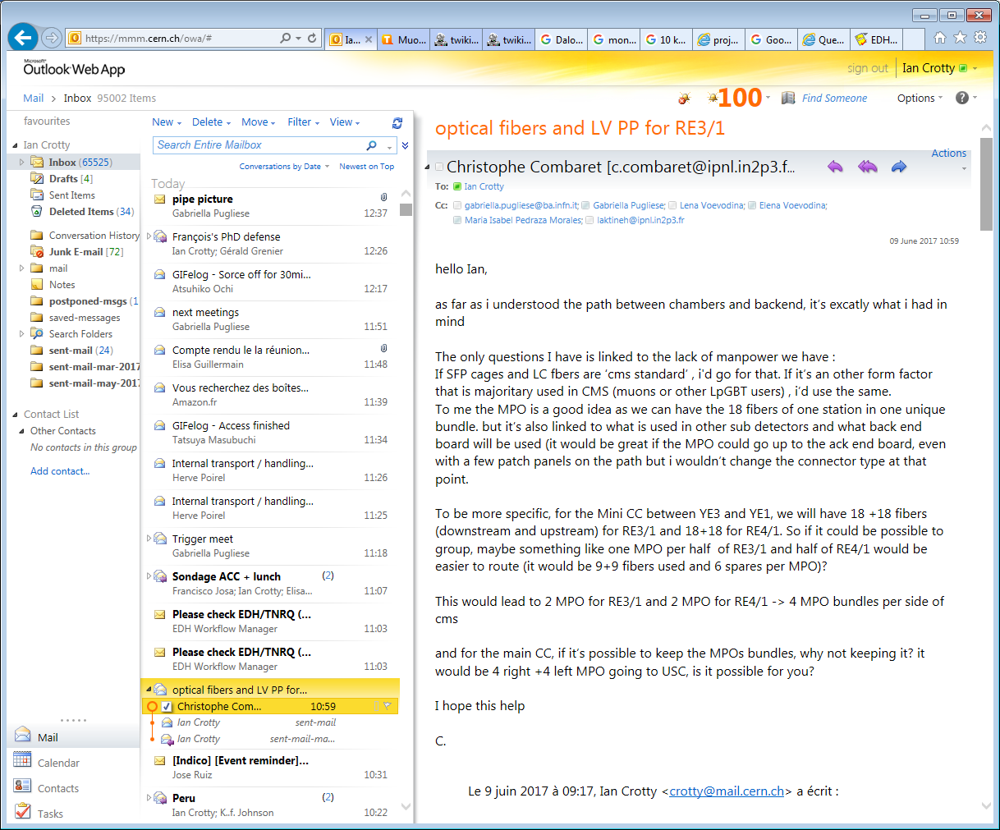 https://mmm.cern.ch/owa/#
Ia...
Muo...
twiki...
twiki...
Dalo...
mon...
10 k...
proj...
Goo...
Que...
EDH...
Microsoft®
Outlook Web App
sign out
Ian Crotty
Mail > Inbox 95002 Items
100
Find Someone
Options
favourites
Ian Crotty
Inbox (65525)
Drafts [4]
Sent Items
Deleted Items (34)
Conversation History
Junk E-mail [72]
mail
Notes
postponed-msgs (1
saved-messages
Search Folders
sent-mail (24)
sent-mail-mar-2017
sent-mail-may-2017
Contact List
Other Contacts
No contacts in this group
Add contact...
Mail
Calendar
Contacts
Tasks
New Delete Move Filter View
Search Entire Mailbox
Conversations by Date Newest on Top
Today
pipe picture
Gabriella Pugliese 12:37
François's PhD defense
Ian Crotty; Gérald Grenier 12:26
GIFelog - Sorce off for 30mi...
Atsuhiko Ochi 12:17
next meetings
Gabriella Pugliese 11:51
Compte rendu le la réunion...
Elisa Guillermain 11:48
Vous recherchez des boîtes...
Amazon.fr 11:39
GIFelog - Access finished
Tatsuya Masubuchi 11:34
Internal transport / handling...
Herve Poirel 11:26
Internal transport / handling...
Herve Poirel 11:25
Trigger meet
Gabriella Pugliese 11:18
Sondage ACC + lunch (2)
Francisco Josa; Ian Crotty; Elisa... 11:07
Please check EDH/TNRQ (...
EDH Workflow Manager 11:03
Please check EDH/TNRQ (...
EDH Workflow Manager 11:03
optical fibers and LV PP for...
Christophe Com... 10:59
Ian Crotty sent-mail
Ian Crotty sent-mail-ma...
[Indico] [Event reminder]...
Jose Ruiz 10:31
Peru (2)
Ian Crotty; K..f. Johnson 10:22
optical fibers and LV PP for RE3/1
Actions
Christophe Combaret [c.combaret@ipnl.in2p3.f...
To: Ian Crotty
Cc: gabriella.pugliese@ba.infn.it; Gabriella Pugliese; Lena Voevodina; Elena Voevodina;
Maria Isabel Pedraza Morales; laktineh@ipnl.in2p3.fr
09 June 2017 10:59
hello Ian,
as far as i understood the path between chambers and backend, it's excatly what i had in
mind
The only questions I have is linked to the lack of manpower we have :
If SFP cages and LC fbers are 'cms standard' , i'd go for that. If it's an other form factor
that is majoritary used in CMS (muons or other LpGBT users) , i'd use the same.
To me the MPO is a good idea as we can have the 18 fibers of one station in one unique
bundle. but it's also linked to what is used in other sub detectors and what back end
board will be used (it would be great if the MPO could go up to the ack end board, even
with a few patch panels on the path but i wouldn't change the connector type at that
point.
To be more specific, for the Mini CC between YE3 and YE1, we will have 18 +18 fibers
(downstream and upstream) for RE3/1 and 18+18 for RE4/1. So if it could be possible to
group, maybe something like one MPO per half of RE3/1 and half of RE4/1 would be
easier to route (it would be 9+9 fibers used and 6 spares per MPO)?
This would lead to 2 MPO for RE3/1 and 2 MPO for RE4/1 -> 4 MPO bundles per side of
cms
and for the main CC, if it's possible to keep the MPOs bundles, why not keeping it? it
would be 4 right +4 left MPO going to USC, is it possible for you?
I hope this help
C.
Le 9 juin 2017 à 09:17, Ian Crotty <crotty@mail.cern.ch> a écrit :